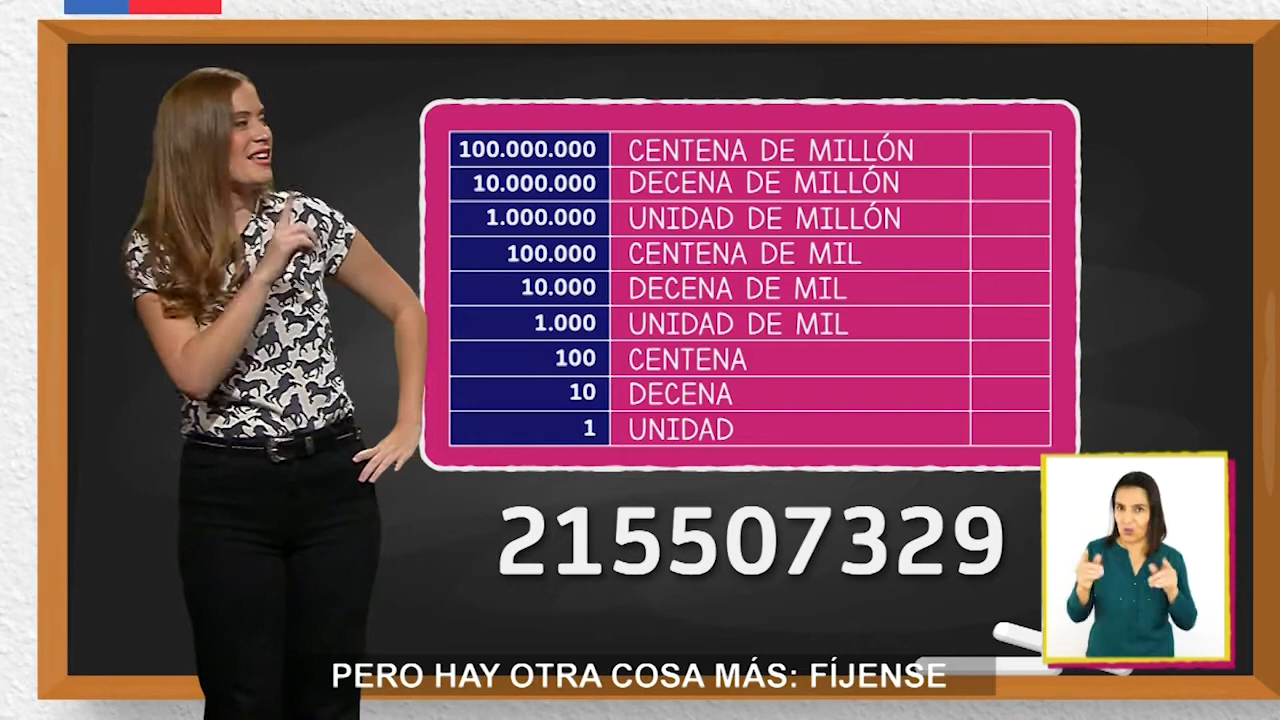 100.000.000 CENTENA DE MILLÓN
10.000.000 DECENA DE MILLÓN
1.000.000 UNIDAD DE MILLÓN
100.000 CENTENA DE MIL
10.000 DECENA DE MIL
1.000 UNIDAD DE MIL
100 CENTENA
10 DECENA
1 UNIDAD
215507329
PERO HAY OTRA COSA MÁS: FÍJENSE